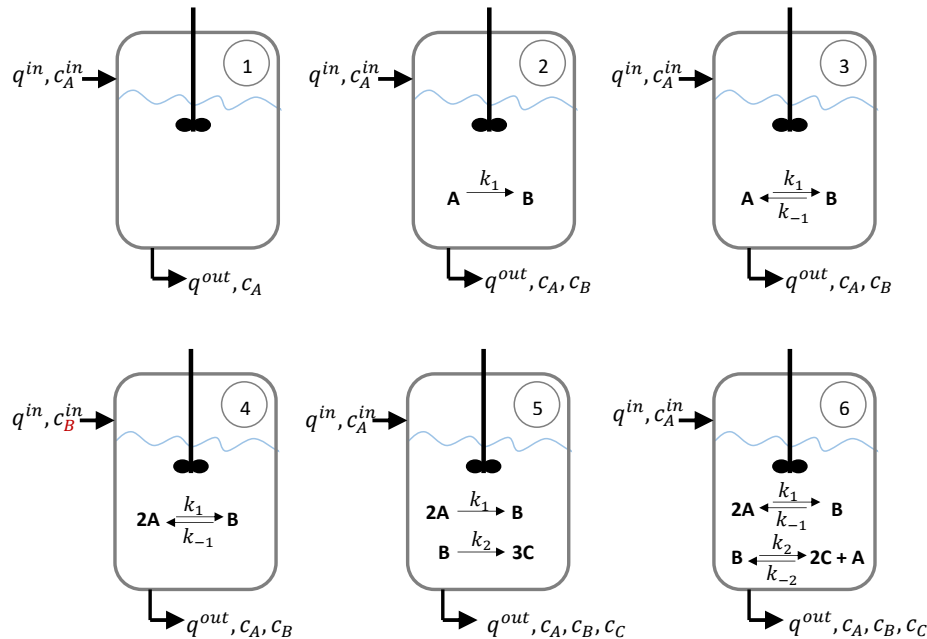 1
q^{in}, c_A^{in}
q^{out}, c_A
2
q^{in}, c_A^{in}
A k_1 B
q^{out}, c_A, c_B
3
q^{in}, c_A^{in}
A k_1 k_{-1} B
q^{out}, c_A, c_B
4
q^{in}, c_B^{in}
2A k_1 k_{-1} B
q^{out}, c_A, c_B
5
q^{in}, c_A^{in}
2A k_1 B
B k_2 3C
q^{out}, c_A, c_B, c_C
6
q^{in}, c_A^{in}
2A k_1 k_{-1} B
B k_2 k_{-2} 2C + A
q^{out}, c_A, c_B, c_C